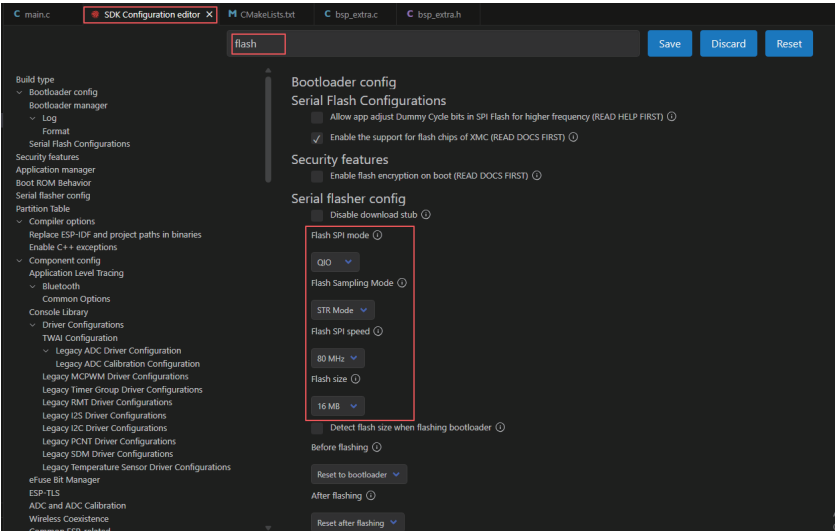 main.c
SDK Configuration editor
CMakeLists.txt
bsp_extra.c
bsp_extra.h
flash
Save
Discard
Reset
Build type
Bootloader config
Bootloader manager
Log
Format
Serial Flash Configurations
Security features
Application manager
Boot ROM Behavior
Serial flasher config
Partition Table
Compiler options
Replace ESP-IDF and project paths in binaries
Enable C++ exceptions
Component config
Application Level Tracing
Bluetooth
Common Options
Console Library
Driver Configurations
TWAI Configuration
Legacy ADC Driver Configuration
Legacy ADC Calibration Configuration
Legacy MCPWM Driver Configurations
Legacy Timer Group Driver Configurations
Legacy RMT Driver Configurations
Legacy I2S Driver Configurations
Legacy I2C Driver Configurations
Legacy PCNT Driver Configurations
Legacy SDM Driver Configurations
Legacy Temperature Sensor Driver Configurations
eFuse Bit Manager
ESP-TLS
ADC and ADC Calibration
Wireless Coexistence
Common ESP-related
Bootloader config
Serial Flash Configurations
Allow app adjust Dummy Cycle bits in SPI Flash for higher frequency (READ HELP FIRST)
Enable the support for flash chips of XMC (READ DOCS FIRST)
Security features
Enable flash encryption on boot (READ DOCS FIRST)
Serial flasher config
Disable download stub
Flash SPI mode
QIO
Flash Sampling Mode
STR Mode
Flash SPI speed
80 MHz
Flash size
16 MB
Detect flash size when flashing bootloader
Before flashing
Reset to bootloader
After flashing
Reset after flashing